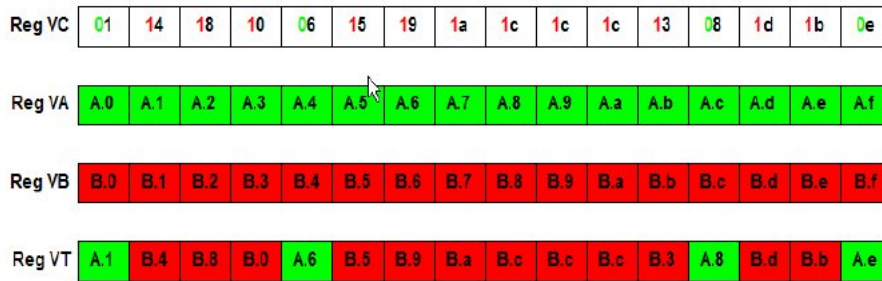 Reg VC 01 14 18 10 06 15 19 1a 1c 1c 1c 13 08 1d 1b 0e
Reg VA A.0 A.1 A.2 A.3 A.4 A.5 A.6 A.7 A.8 A.9 A.a A.b A.c A.d A.e A.f
Reg VB B.0 B.1 B.2 B.3 B.4 B.5 B.6 B.7 B.8 B.9 B.a B.b B.c B.d B.e B.f
Reg VT A.1 B.4 B.8 B.0 A.6 B.5 B.9 B.a B.c B.c B.c B.3 A.8 B.d B.b A.e